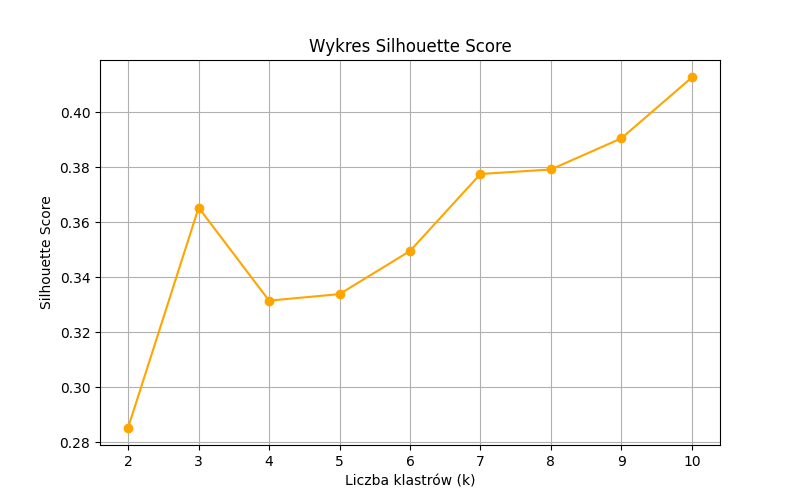 Wykres Silhouette Score
Silhouette Score
0.40
0.38
0.36
0.34
0.32
0.30
0.28
2 3 4 5 6 7 8 9 10
Liczba klastrów (k)